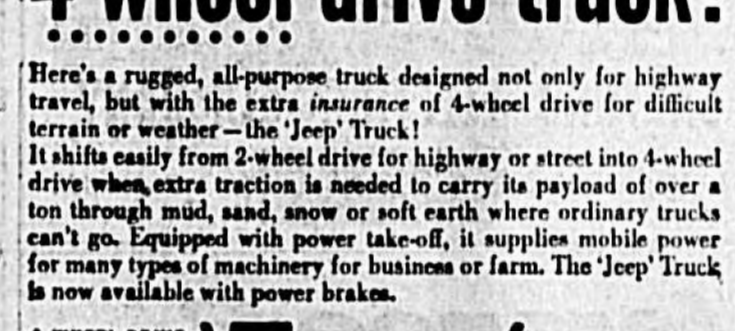 4-wheel drive truck!
Here's a rugged, all-purpose truck designed not only for highway
travel, but with the extra insurance of 4-wheel drive for difficult
terrain or weather—the 'Jeep' Truck!
It shifts easily from 2-wheel drive for highway or street into 4-wheel
drive when extra traction is needed to carry its payload of over a
ton through mud, sand, snow or soft earth where ordinary trucks
can't go. Equipped with power take-off, it supplies mobile power
for many types of machinery for business or farm. The 'Jeep' Truck
is now available with power brakes.